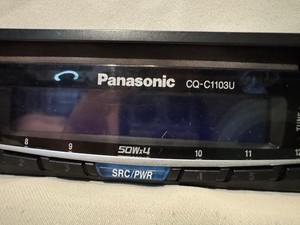 Panasonic CQ-C1103U
8 9 50Wx4 10 11 12
SRC/PWR